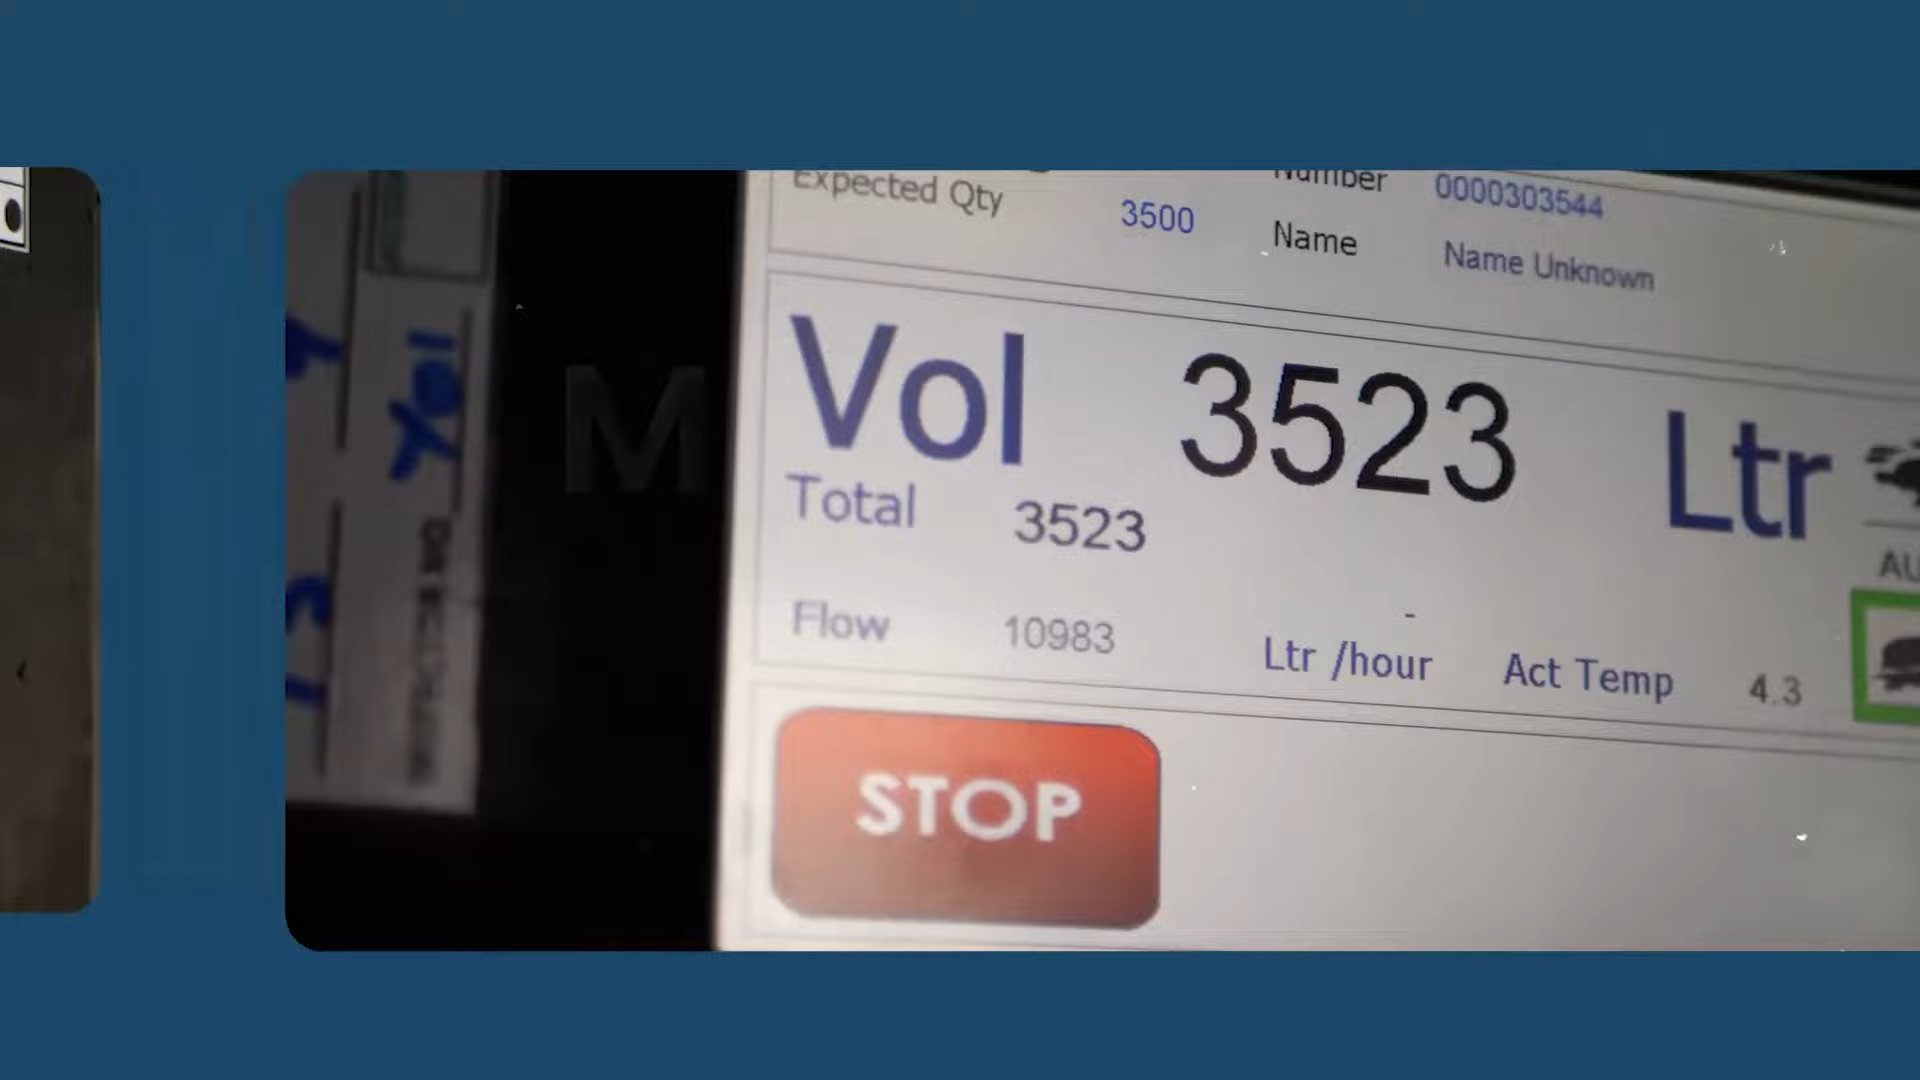 Expected Qty 3500 Number 0000303544
Name Name Unknown
Vol 3523 Ltr
Total 3523
Flow 10983 Ltr /hour Act Temp 4.3
STOP
M